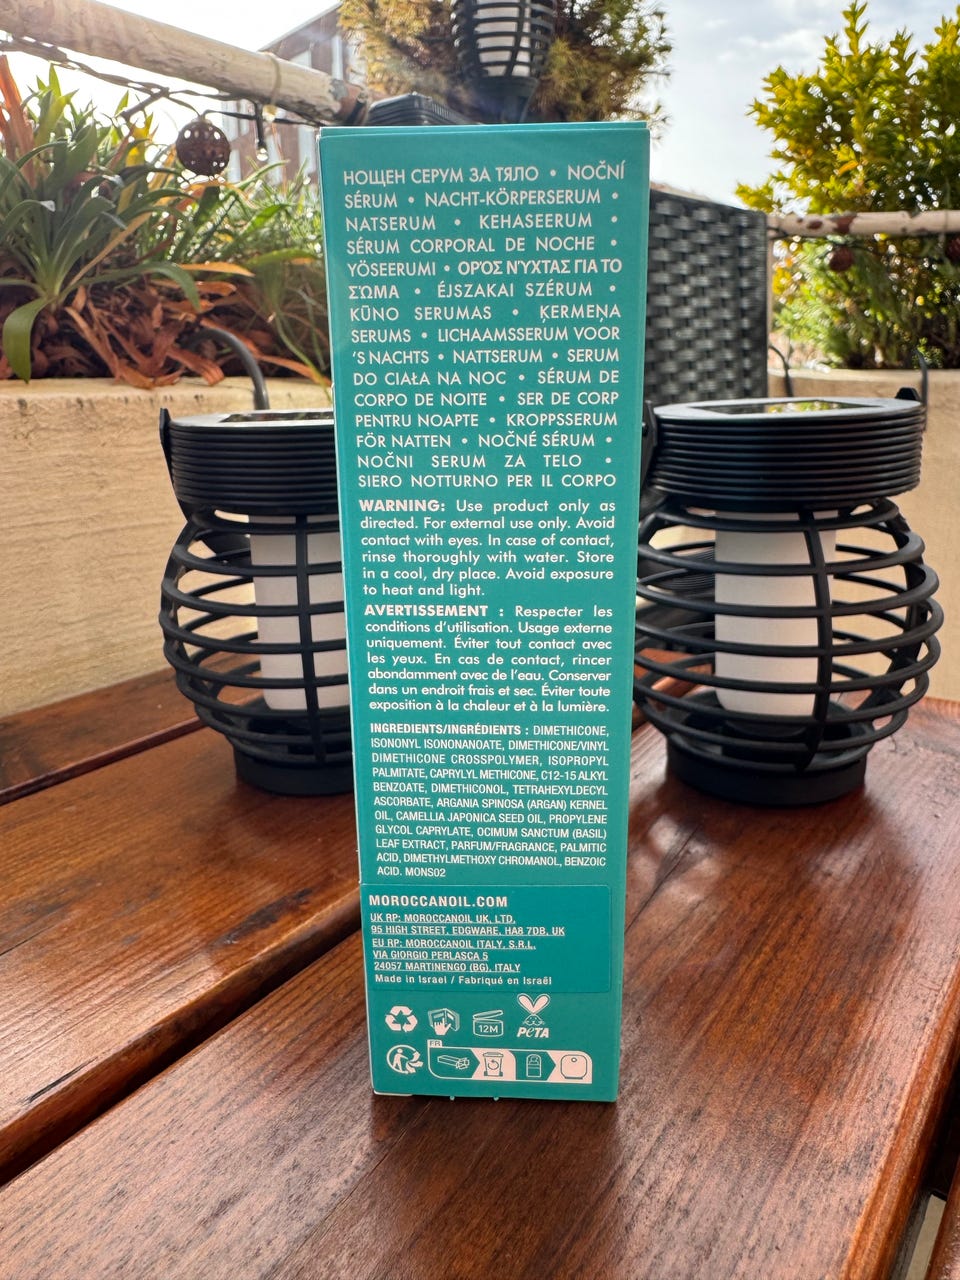 НОЩЕН СЕРУМ ЗА ТЯЛО • NOČNÍ
SÉRUM • NACHT-KÖRPERSERUM •
NATSERUM • KEHASEERUM •
SÉRUM CORPORAL DE NOCHE •
YÖSEERUMI • ΟΡΌΣ ΝΎΧΤΑΣ ΓΙΑ ΤΟ
ΣΏΜΑ • ÉJSZAKAI SZÉRUM •
KŪNO SERUMAS • ĶERMEŅA
SERUMS • LICHAAMSSERUM VOOR
'S NACHTS • NATTSERUM • SERUM
DO CIAŁA NA NOC • SÉRUM DE
CORPO DE NOITE • SER DE CORP
PENTRU NOAPTE • KROPPSSERUM
FÖR NATTEN • NOČNÉ SÉRUM •
NOČNI SERUM ZA TELO •
SIERO NOTTURNO PER IL CORPO
WARNING: Use product only as
directed. For external use only. Avoid
contact with eyes. In case of contact,
rinse thoroughly with water. Store
in a cool, dry place. Avoid exposure
to heat and light.
AVERTISSEMENT : Respecter les
conditions d'utilisation. Usage externe
uniquement. Éviter tout contact avec
les yeux. En cas de contact, rincer
abondamment avec de l'eau. Conserver
dans un endroit frais et sec. Éviter toute
exposition à la chaleur et à la lumière.
INGREDIENTS/INGRÉDIENTS : DIMETHICONE,
ISONONYL ISONONANOATE, DIMETHICONE/VINYL
DIMETHICONE CROSSPOLYMER, ISOPROPYL
PALMITATE, CAPRYLYL METHICONE, C12-15 ALKYL
BENZOATE, DIMETHICONOL, TETRAHEXYLDECYL
ASCORBATE, ARGANIA SPINOSA (ARGAN) KERNEL
OIL, CAMELLIA JAPONICA SEED OIL, PROPYLENE
GLYCOL CAPRYLATE, OCIMUM SANCTUM (BASIL)
LEAF EXTRACT, PARFUM/FRAGRANCE, PALMITIC
ACID, DIMETHYLMETHOXY CHROMANOL, BENZOIC
ACID. MONS02
MOROCCANOIL.COM
UK RP: MOROCCANOIL UK, LTD,
95 HIGH STREET, EDGWARE, HA8 7DB, UK
EU RP: MOROCCANOIL ITALY, S.R.L.
VIA GIORGIO PERLASCA 5
24057 MARTINENGO (BG), ITALY
Made in Israel / Fabriqué en Israël
12M
PETA
FR